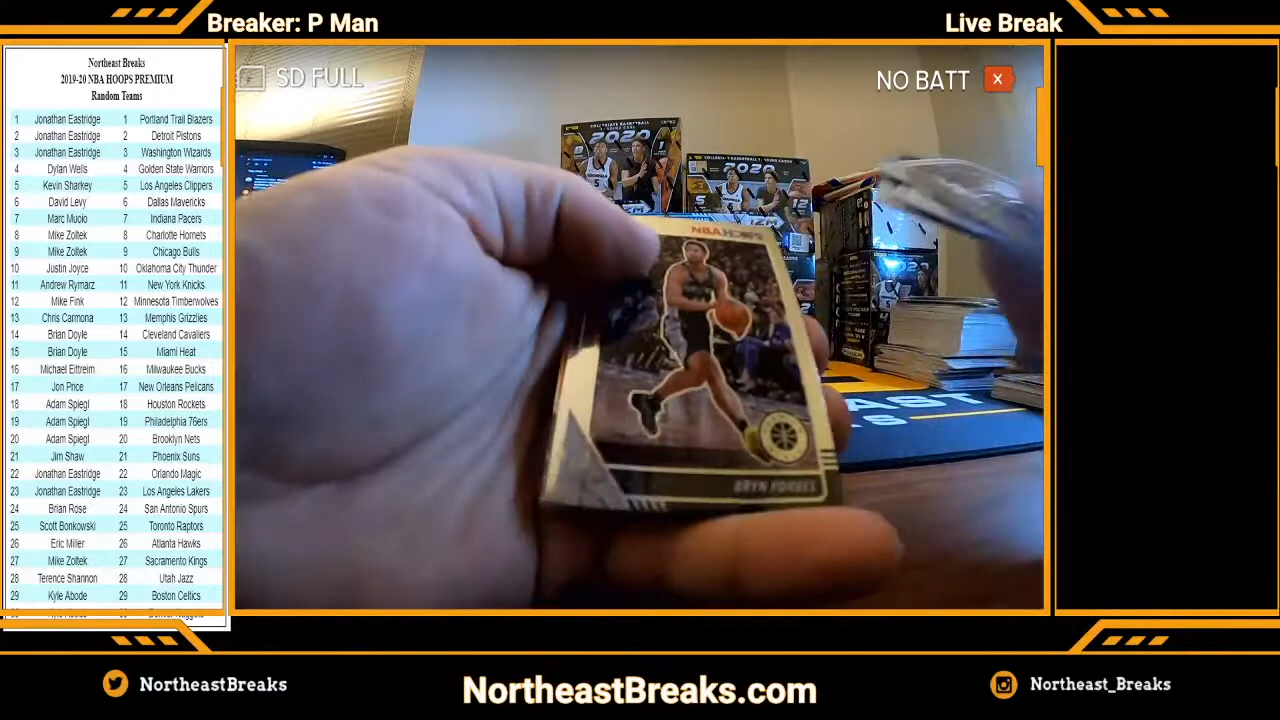 Breaker: P Man
Live Break
Northeast Breaks
2019-20 NBA HOOPS PREMIUM
Random Teams
1 Jonathan Eastridge 1 Portland Trail Blazers
2 Jonathan Eastridge 2 Detroit Pistons
3 Jonathan Eastridge 3 Washington Wizards
4 Dylan Wells 4 Golden State Warriors
5 Kevin Sharkey 5 Los Angeles Clippers
6 David Levy 6 Dallas Mavericks
7 Marc Muoio 7 Indiana Pacers
8 Mike Zoltek 8 Charlotte Hornets
9 Mike Zoltek 9 Chicago Bulls
10 Justin Joyce 10 Oklahoma City Thunder
11 Andrew Rymarz 11 New York Knicks
12 Mike Fink 12 Minnesota Timberwolves
13 Chris Carmona 13 Memphis Grizzlies
14 Brian Doyle 14 Cleveland Cavaliers
15 Brian Doyle 15 Miami Heat
16 Michael Eittreim 16 Milwaukee Bucks
17 Jon Price 17 New Orleans Pelicans
18 Adam Spiegl 18 Houston Rockets
19 Adam Spiegl 19 Philadelphia 76ers
20 Adam Spiegl 20 Brooklyn Nets
21 Jim Shaw 21 Phoenix Suns
22 Jonathan Eastridge 22 Orlando Magic
23 Jonathan Eastridge 23 Los Angeles Lakers
24 Brian Rose 24 San Antonio Spurs
25 Scott Bonkowski 25 Toronto Raptors
26 Eric Miller 26 Atlanta Hawks
27 Mike Zoltek 27 Sacramento Kings
28 Terence Shannon 28 Utah Jazz
29 Kyle Abode 29 Boston Celtics
SD FULL
NO BATT
2020
2020
NBA HOOPS
BRYN FORBES
NortheastBreaks
NortheastBreaks.com
Northeast_Breaks